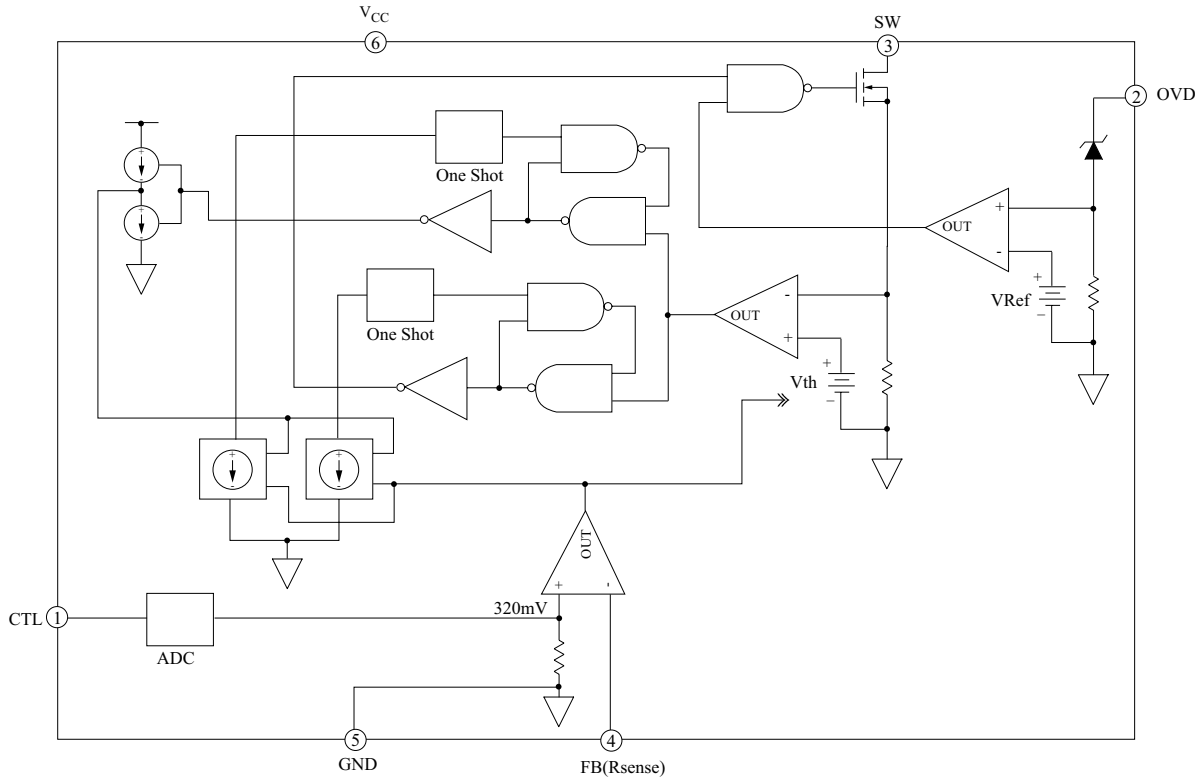 V_CC
6
SW
3
2
OVD
One Shot
+
-
+
-
OUT
+
-
+
VRef
−
One Shot
OUT
-
+
+
Vth
−
+
-
+
-
OUT
+
-
CTL
1
320mV
ADC
5
GND
4
FB(Rsense)